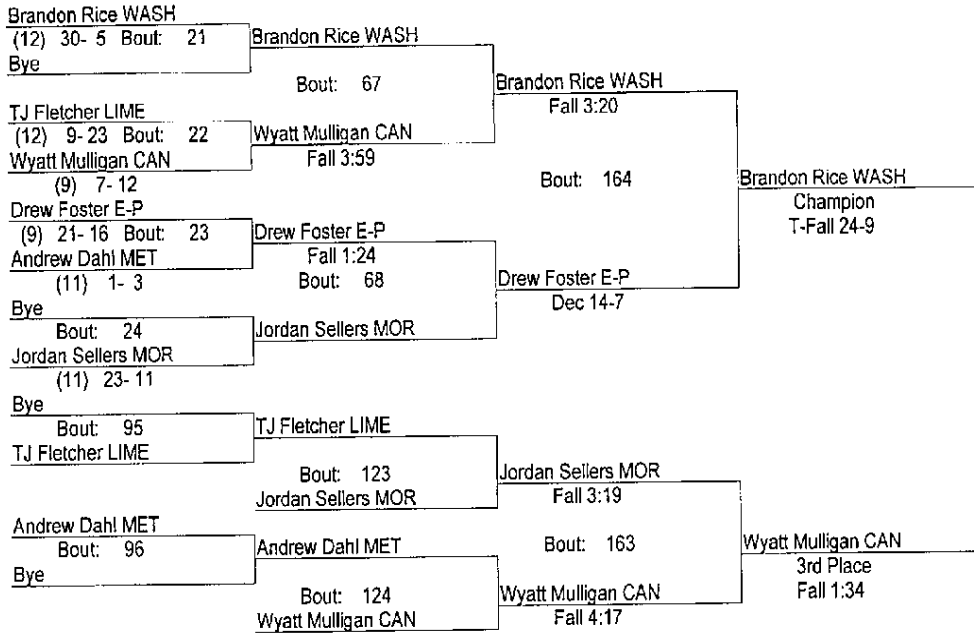 Brandon Rice WASH
(12) 30- 5 Bout: 21
Bye
Brandon Rice WASH
Bout: 67
TJ Fletcher LIME
(12) 9- 23 Bout: 22
Wyatt Mulligan CAN
(9) 7- 12
Wyatt Mulligan CAN
Fall 3:59
Brandon Rice WASH
Fall 3:20
Bout: 164
Brandon Rice WASH
Champion
T-Fall 24-9
Drew Foster E-P
(9) 21- 16 Bout: 23
Andrew Dahl MET
(11) 1- 3
Drew Foster E-P
Fall 1:24
Bout: 68
Bye
Bout: 24
Jordan Sellers MOR
(11) 23- 11
Jordan Sellers MOR
Drew Foster E-P
Dec 14-7
Bye
Bout: 95
TJ Fletcher LIME
TJ Fletcher LIME
Bout: 123
Jordan Sellers MOR
Jordan Sellers MOR
Fall 3:19
Bout: 163
Andrew Dahl MET
Bout: 96
Bye
Andrew Dahl MET
Bout: 124
Wyatt Mulligan CAN
Wyatt Mulligan CAN
Fall 4:17
Wyatt Mulligan CAN
3rd Place
Fall 1:34